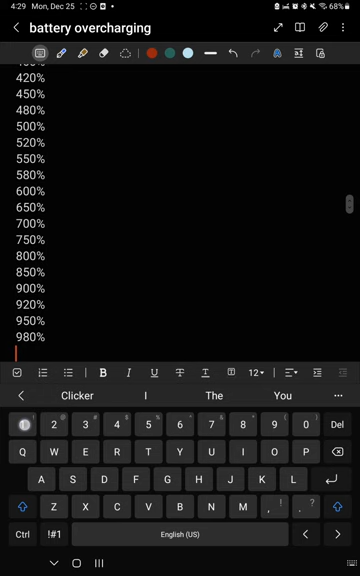 4:29 Mon, Dec 25 68%
battery overcharging
420%
450%
480%
500%
520%
550%
580%
600%
650%
700%
750%
800%
850%
900%
920%
950%
980%
B I U T T T 12
Clicker I The You ...
1 2 3 4 5 6 7 8 9 0 Del
Q W E R T Y U I O P
A S D F G H J K L
Z X C V B N M , ! . ?
Ctrl !#1 English (US) < >